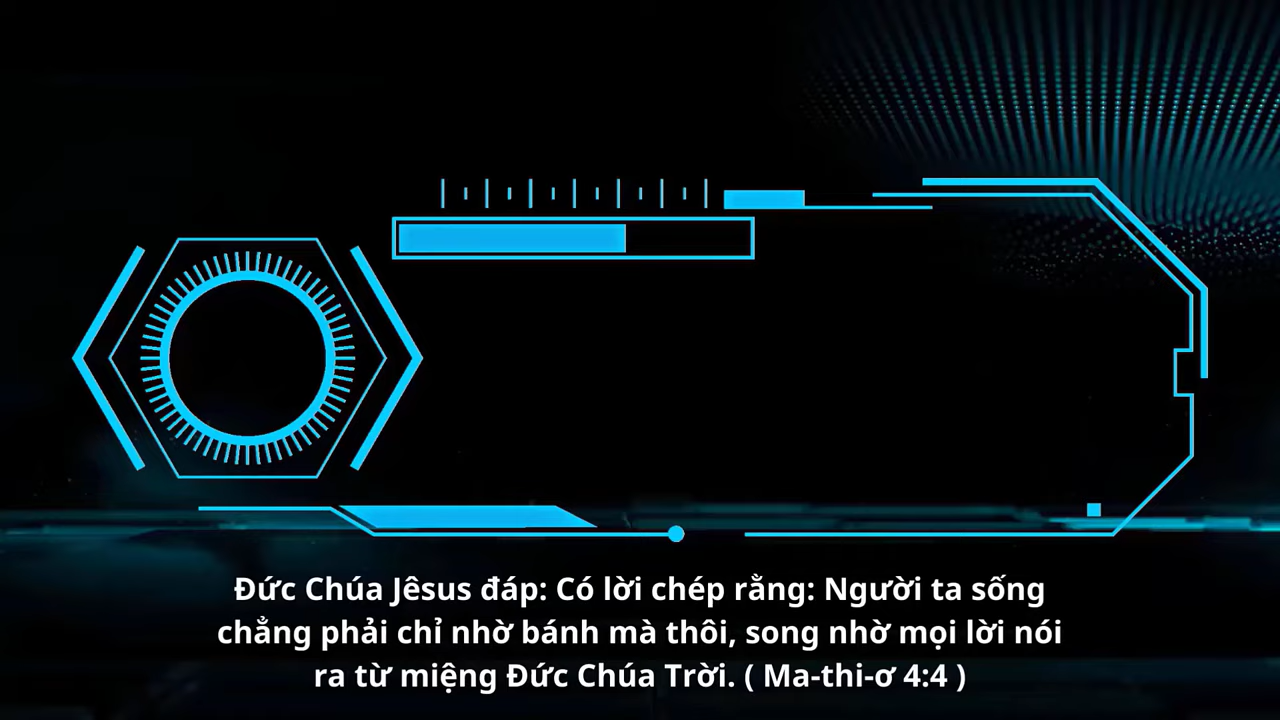 Đức Chúa Jêsus đáp: Có lời chép rằng: Người ta sống
chẳng phải chỉ nhờ bánh mà thôi, song nhờ mọi lời nói
ra từ miệng Đức Chúa Trời. ( Ma-thi-ơ 4:4 )